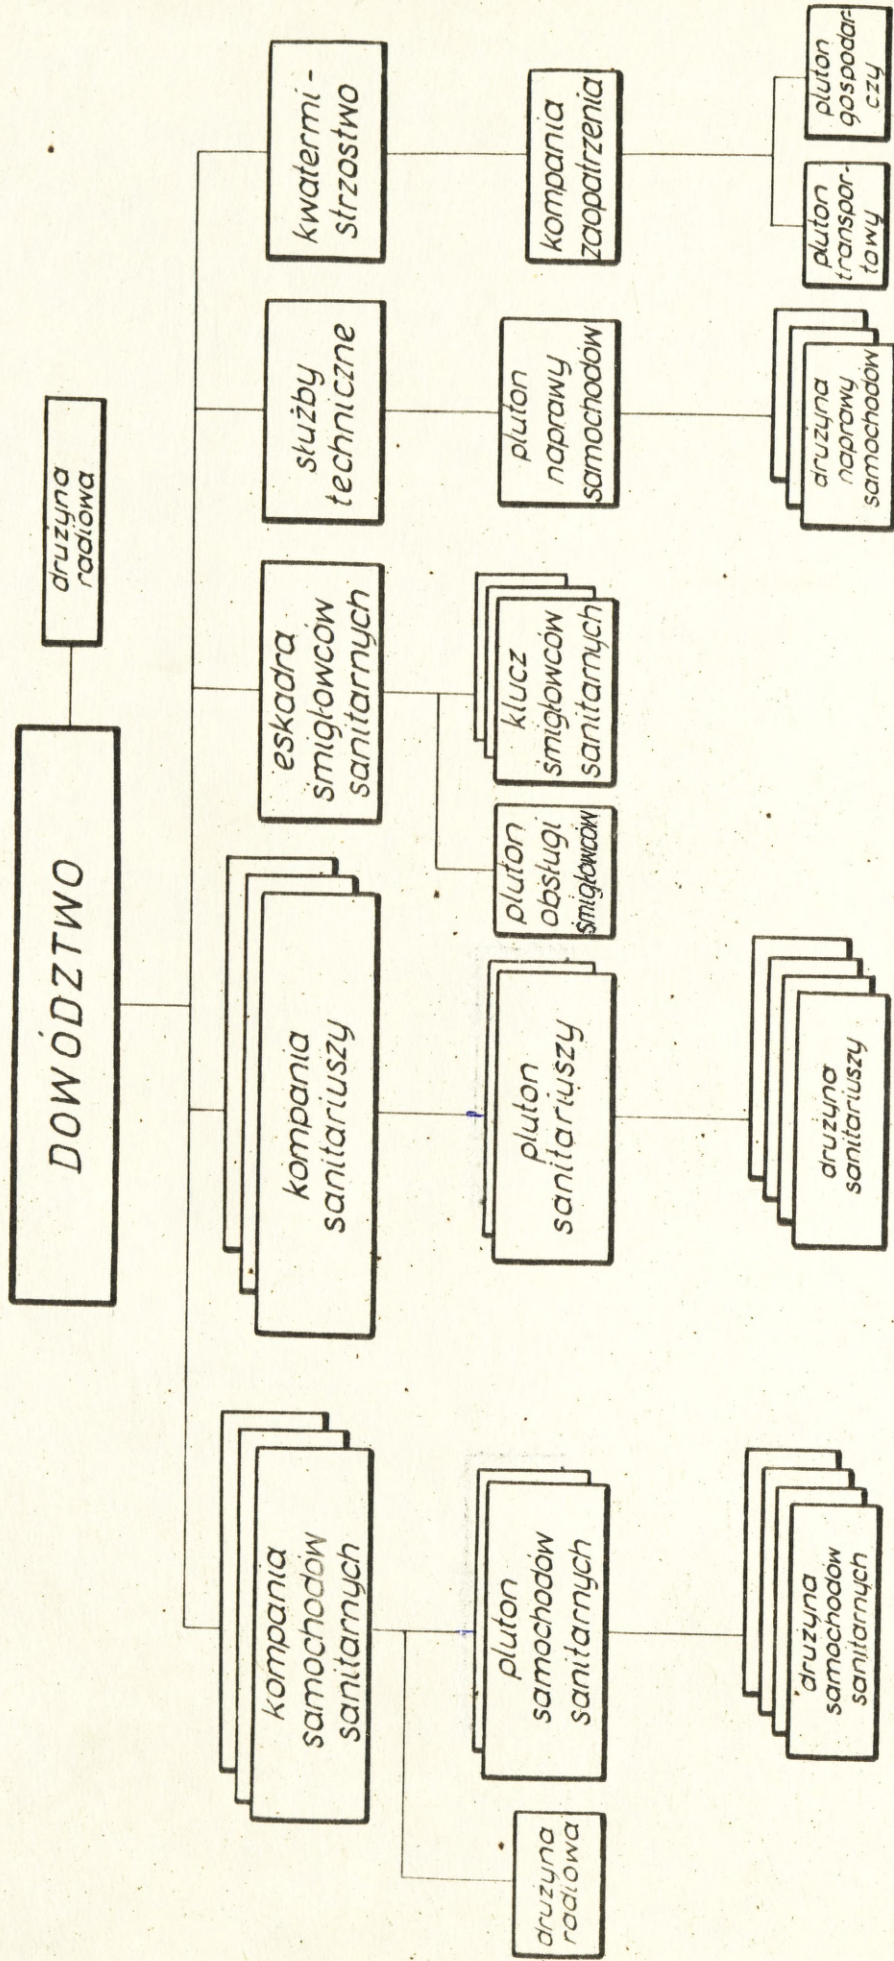 DOWÓDZTWO
drużyna
radiowa
kompania
samochodów
sanitarnych
kompania
sanitariuszy
eskadra
śmigłowców
sanitarnych
służby
techniczne
kwatermi-
strzostwo
drużyna
radiowa
pluton
samochodów
sanitarnych
pluton
sanitariuszy
pluton
obsługi
śmigłowców
klucz
śmigłowców
sanitarnych
pluton
naprawy
samochodów
kompania
zaopatrzenia
drużyna
samochodów
sanitarnych
drużyna
sanitariuszy
drużyna
naprawy
samochodów
pluton
transpor-
towy
pluton
gospodar-
czy